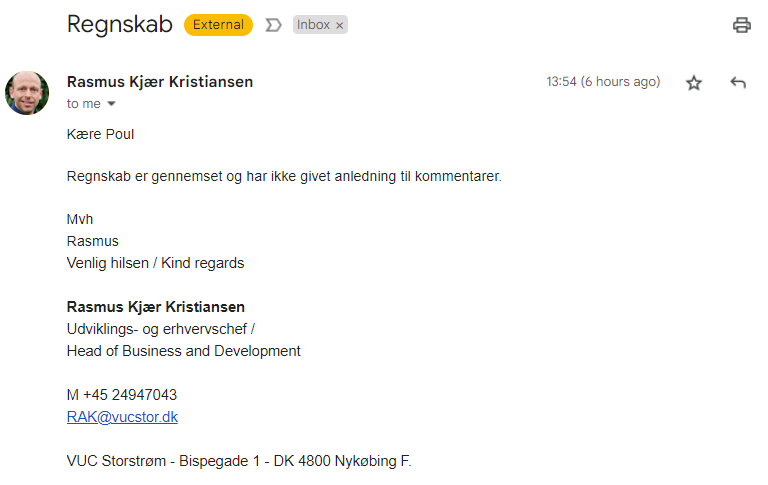 Regnskab External Inbox ×
Rasmus Kjær Kristiansen 13:54 (6 hours ago)
to me
Kære Poul
Regnskab er gennemset og har ikke givet anledning til kommentarer.
Mvh
Rasmus
Venlig hilsen / Kind regards
Rasmus Kjær Kristiansen
Udviklings- og erhvervschef /
Head of Business and Development
M +45 24947043
RAK@vucstor.dk
VUC Storstrøm - Bispegade 1 - DK 4800 Nykøbing F.